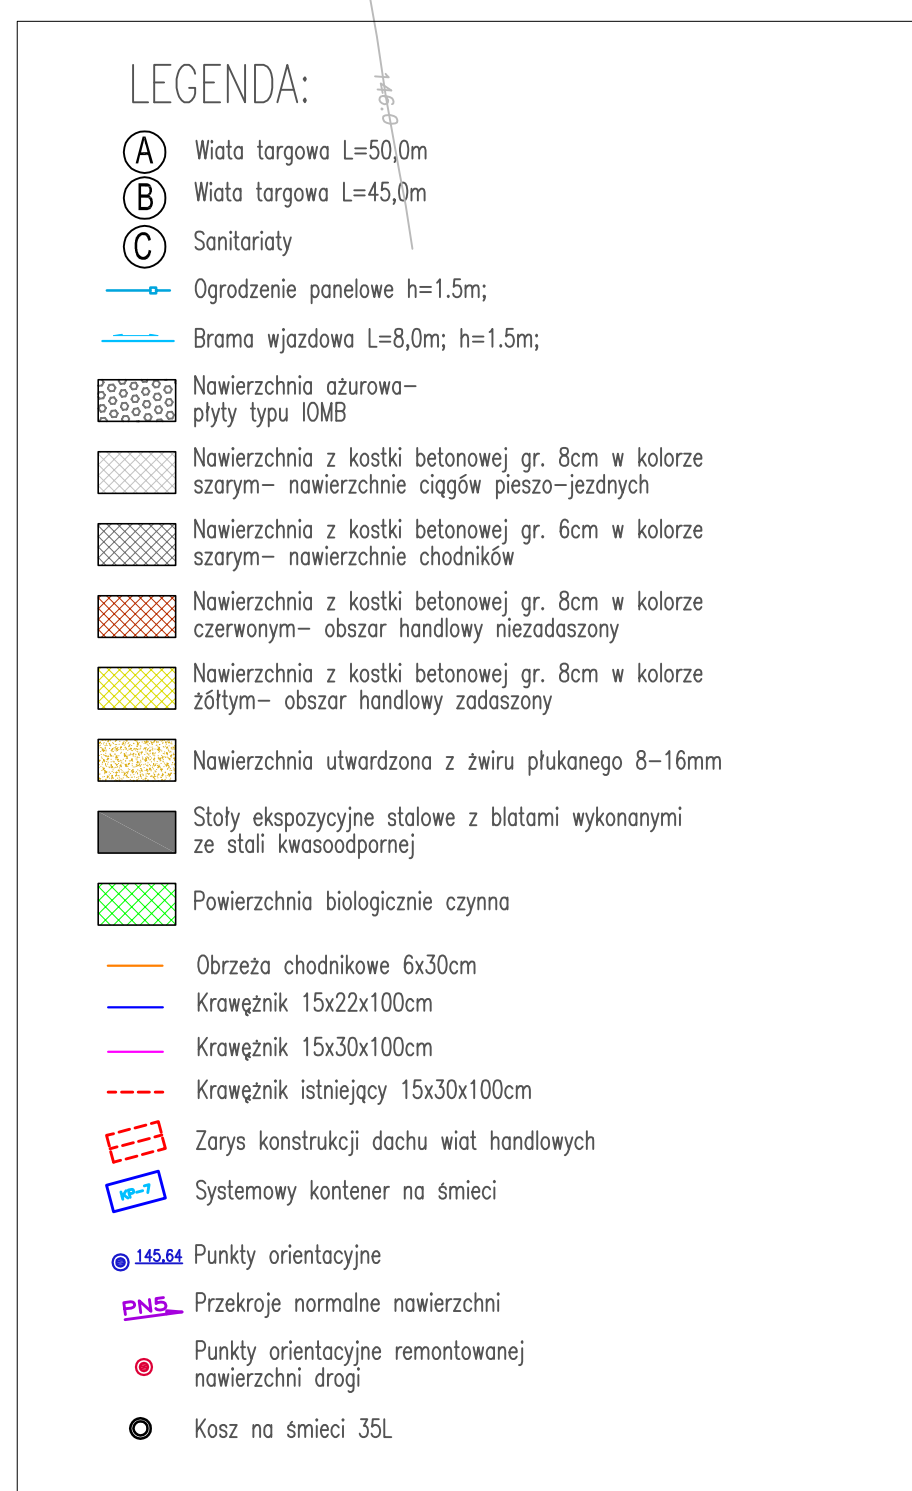 LEGENDA:
146.0
A Wiata targowa L=50,0m
B Wiata targowa L=45,0m
C Sanitariaty
Ogrodzenie panelowe h=1.5m;
Brama wjazdowa L=8,0m; h=1.5m;
Nawierzchnia ażurowa–
płyty typu IOMB
Nawierzchnia z kostki betonowej gr. 8cm w kolorze
szarym– nawierzchnie ciągów pieszo–jezdnych
Nawierzchnia z kostki betonowej gr. 6cm w kolorze
szarym– nawierzchnie chodników
Nawierzchnia z kostki betonowej gr. 8cm w kolorze
czerwonym– obszar handlowy niezadaszony
Nawierzchnia z kostki betonowej gr. 8cm w kolorze
żółtym– obszar handlowy zadaszony
Nawierzchnia utwardzona z żwiru płukanego 8–16mm
Stoły ekspozycyjne stalowe z blatami wykonanymi
ze stali kwasoodpornej
Powierzchnia biologicznie czynna
Obrzeża chodnikowe 6x30cm
Krawężnik 15x22x100cm
Krawężnik 15x30x100cm
Krawężnik istniejący 15x30x100cm
Zarys konstrukcji dachu wiat handlowych
KP–7 Systemowy kontener na śmieci
145.64 Punkty orientacyjne
PN5 Przekroje normalne nawierzchni
Punkty orientacyjne remontowanej
nawierzchni drogi
Kosz na śmieci 35L